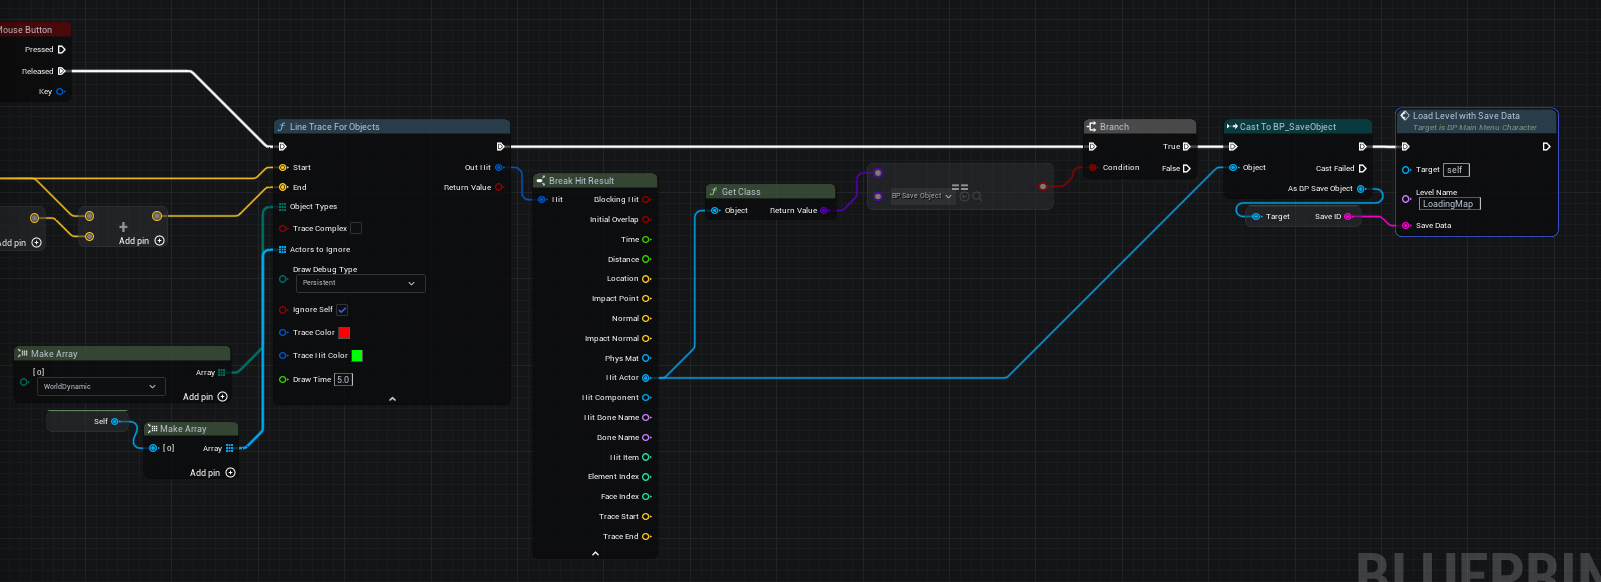 Mouse Button
Pressed
Released
Key
Add pin
Add pin
Make Array
[ 0 ]
WorldDynamic
Array
Add pin
Self
Make Array
[ 0 ]
Array
Add pin
Line Trace For Objects
Start
Out Hit
End
Return Value
Object Types
Trace Complex
Actors to Ignore
Draw Debug Type
Persistent
Ignore Self
Trace Color
Trace Hit Color
Draw Time 5.0
Break Hit Result
Hit
Blocking Hit
Initial Overlap
Time
Distance
Location
Impact Point
Normal
Impact Normal
Phys Mat
Hit Actor
Hit Component
Hit Bone Name
Bone Name
Hit Item
Element Index
Face Index
Trace Start
Trace End
Get Class
Object
Return Value
BP Save Object
==
Branch
True
Condition
False
Cast To BP_SaveObject
Object
Cast Failed
As BP Save Object
Target
Save ID
Load Level with Save Data
Target is BP Main Menu Character
Target self
Level Name
LoadingMap
Save Data
BLUEPRIN